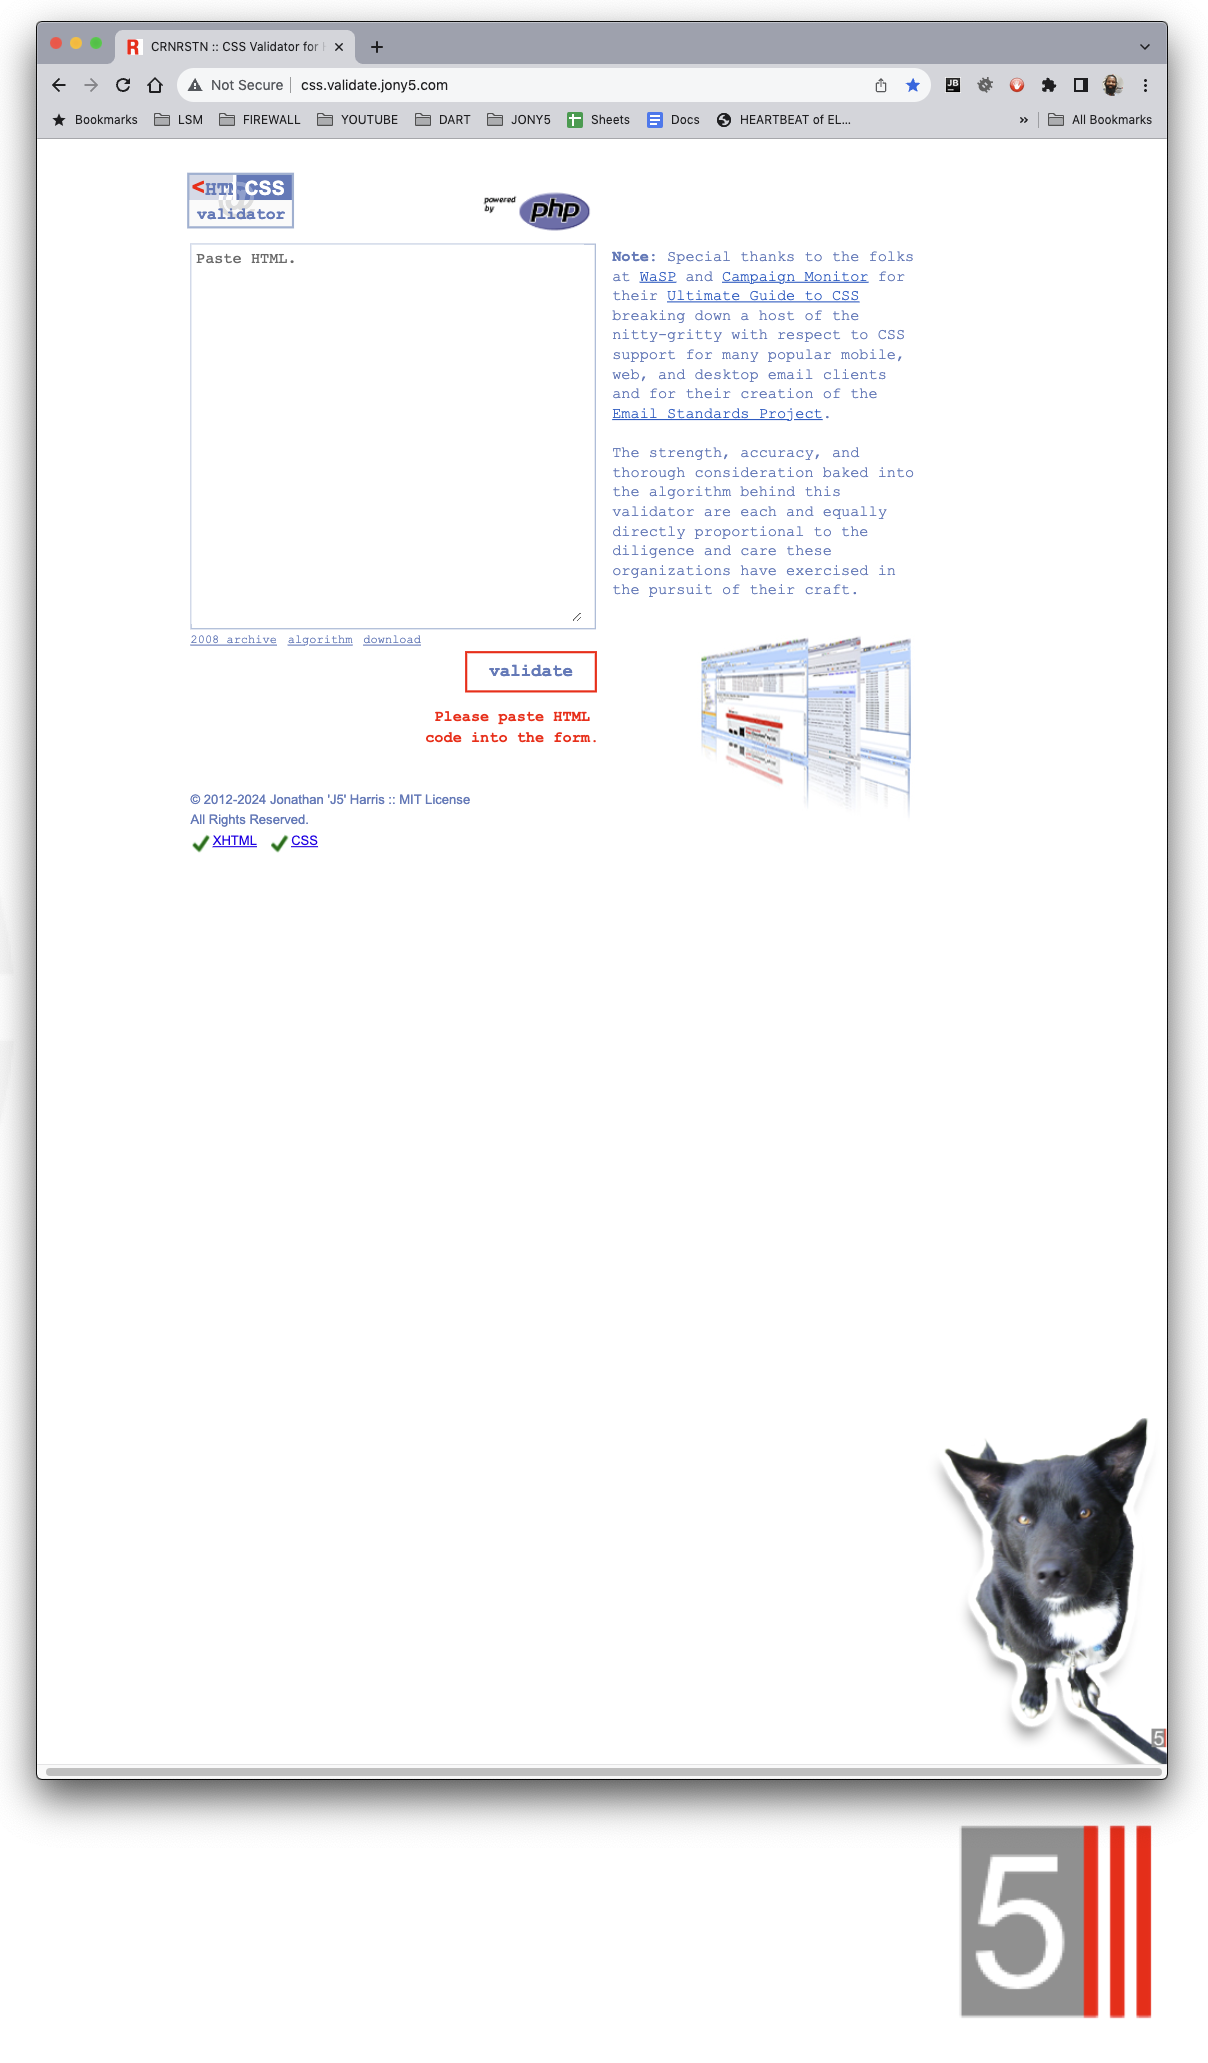 CRNRSTN :: CSS Validator for
Not Secure
css.validate.jony5.com
JB
Bookmarks
LSM
FIREWALL
YOUTUBE
DART
JONY5
Sheets
Docs
HEARTBEAT of EL...
»
All Bookmarks
CSS
validator
powered
by
php
Paste HTML.
Note: Special thanks to the folks
at WaSP and Campaign Monitor for
their Ultimate Guide to CSS
breaking down a host of the
nitty-gritty with respect to CSS
support for many popular mobile,
web, and desktop email clients
and for their creation of the
Email Standards Project.
The strength, accuracy, and
thorough consideration baked into
the algorithm behind this
validator are each and equally
directly proportional to the
diligence and care these
organizations have exercised in
the pursuit of their craft.
2008 archive algorithm download
validate
Please paste HTML
code into the form.
© 2012-2024 Jonathan 'J5' Harris :: MIT License
All Rights Reserved.
XHTML CSS
5
5